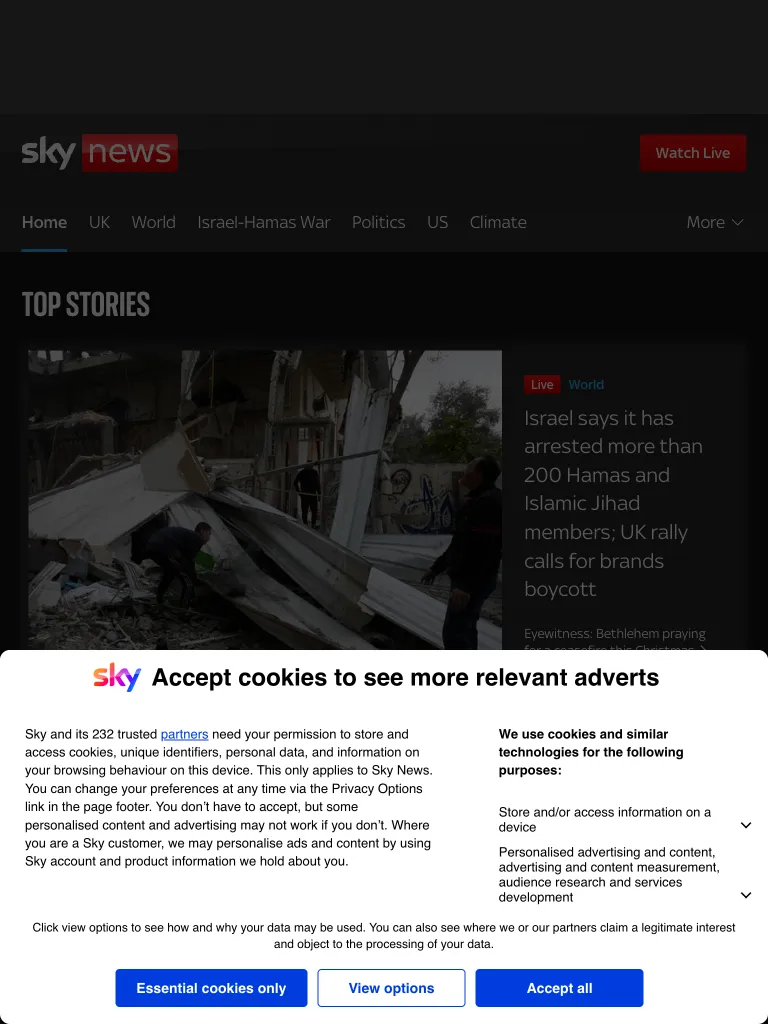 sky news
Watch Live
Home UK World Israel-Hamas War Politics US Climate More
TOP STORIES
Live World
Israel says it has
arrested more than
200 Hamas and
Islamic Jihad
members; UK rally
calls for brands
boycott
Eyewitness: Bethlehem praying
for a ceasefire this Christmas
sky Accept cookies to see more relevant adverts
Sky and its 232 trusted partners need your permission to store and
access cookies, unique identifiers, personal data, and information on
your browsing behaviour on this device. This only applies to Sky News.
You can change your preferences at any time via the Privacy Options
link in the page footer. You don’t have to accept, but some
personalised content and advertising may not work if you don’t. Where
you are a Sky customer, we may personalise ads and content by using
Sky account and product information we hold about you.
We use cookies and similar
technologies for the following
purposes:
Store and/or access information on a
device
Personalised advertising and content,
advertising and content measurement,
audience research and services
development
Click view options to see how and why your data may be used. You can also see where we or our partners claim a legitimate interest
and object to the processing of your data.
Essential cookies only View options Accept all